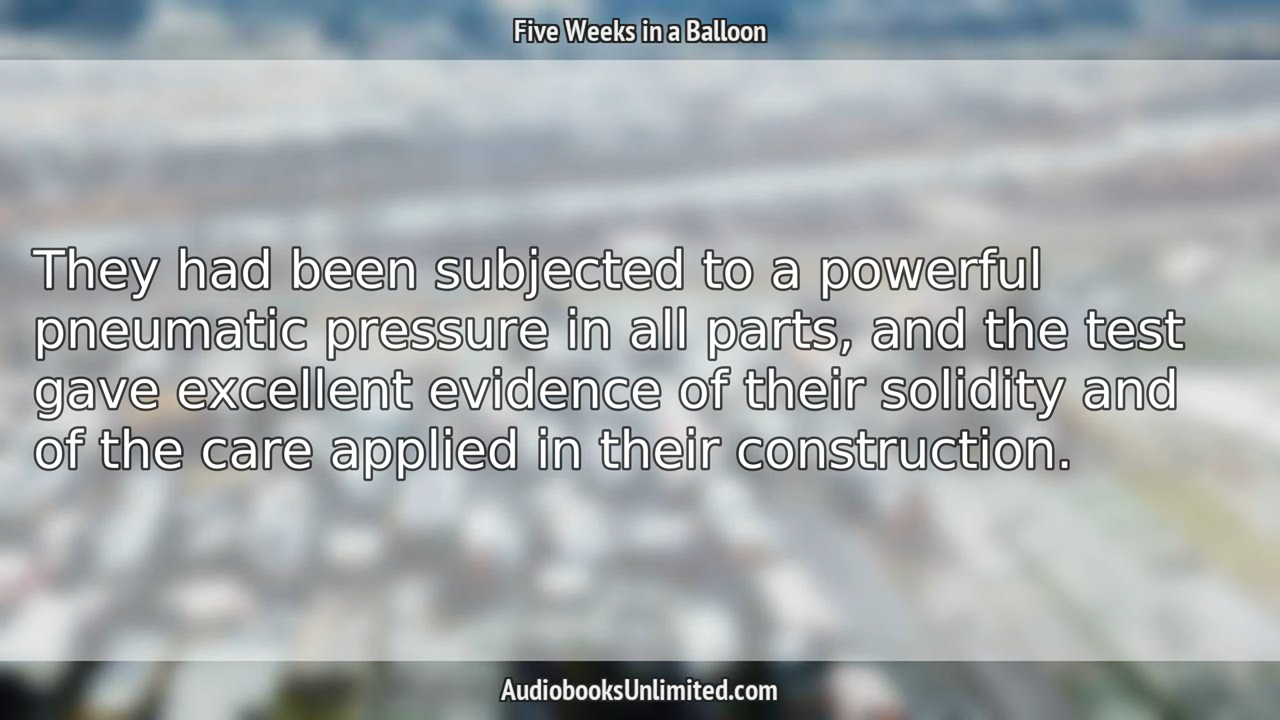 Five Weeks in a Balloon
They had been subjected to a powerful
pneumatic pressure in all parts, and the test
gave excellent evidence of their solidity and
of the care applied in their construction.
AudiobooksUnlimited.com